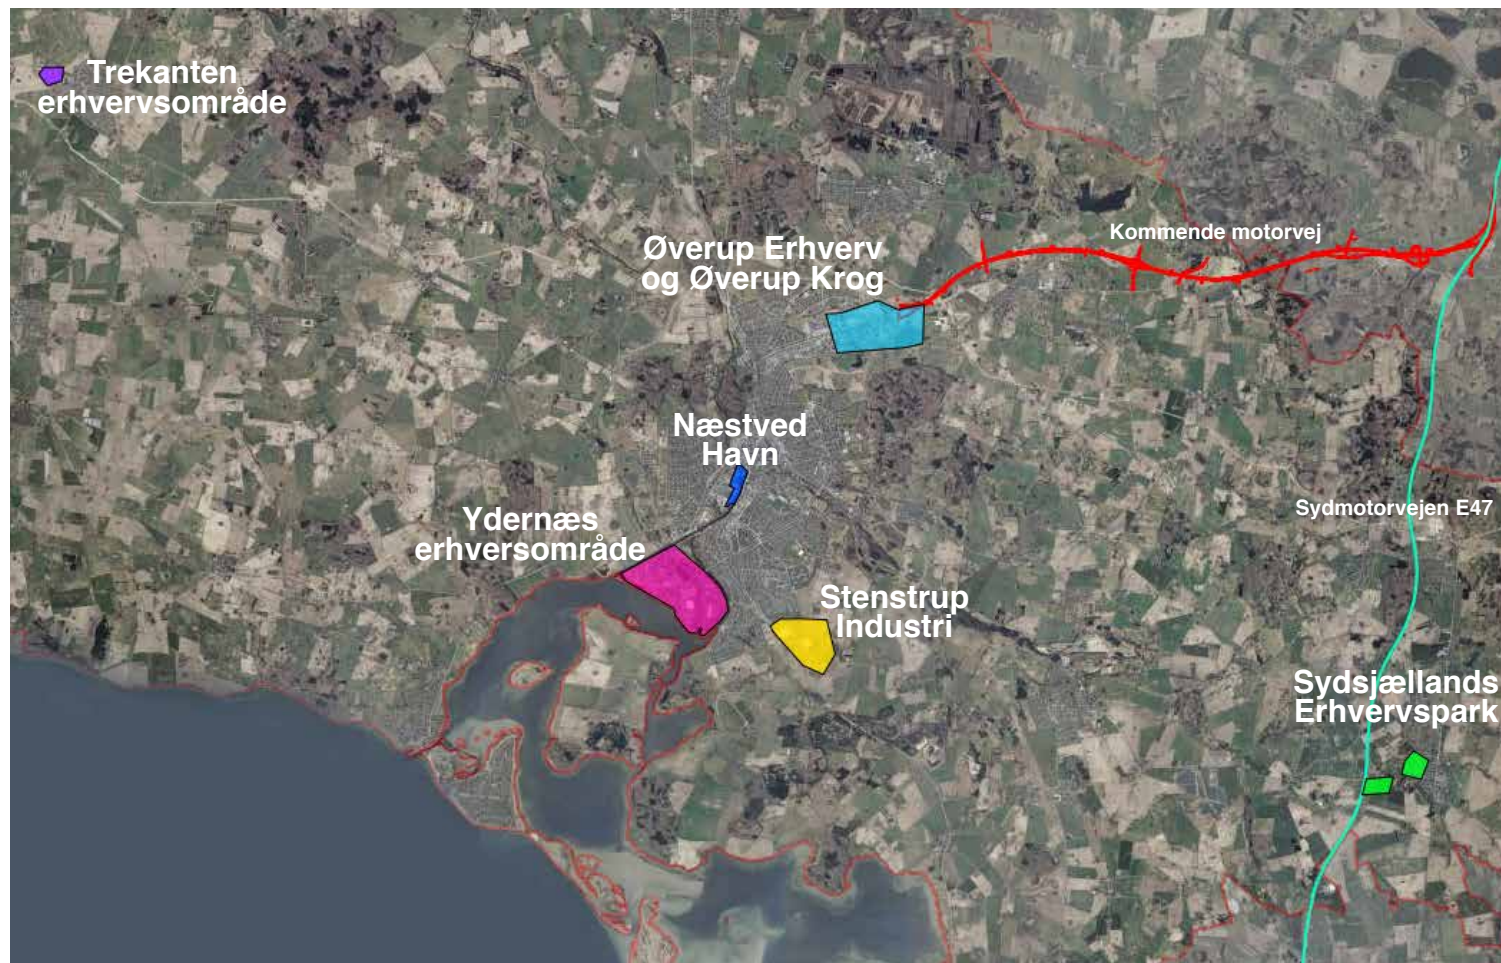 Trekanten
erhvervsområde
Øverup Erhverv
og Øverup Krog
Kommende motorvej
Næstved
Havn
Sydmotorvejen E47
Ydernæs
erhversområde
Stenstrup
Industri
Sydsjællands
Erhvervspark